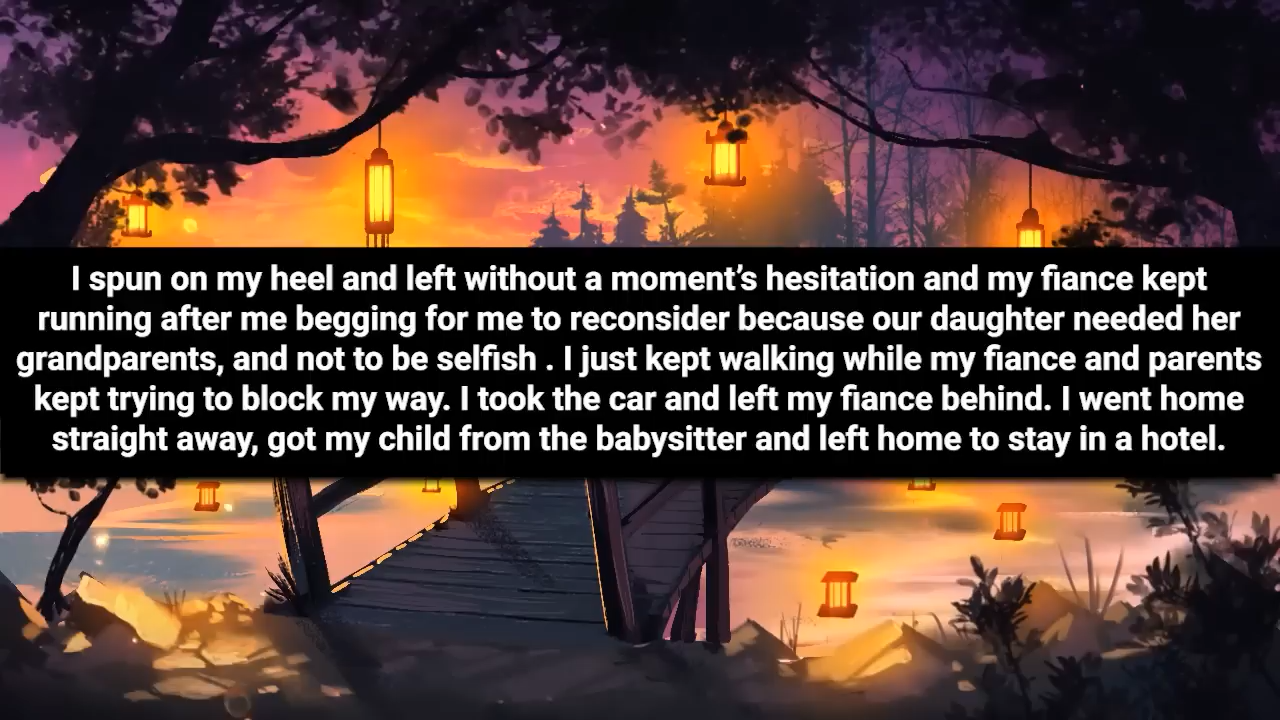 I spun on my heel and left without a moment’s hesitation and my fiance kept
running after me begging for me to reconsider because our daughter needed her
grandparents, and not to be selfish . I just kept walking while my fiance and parents
kept trying to block my way. I took the car and left my fiance behind. I went home
straight away, got my child from the babysitter and left home to stay in a hotel.